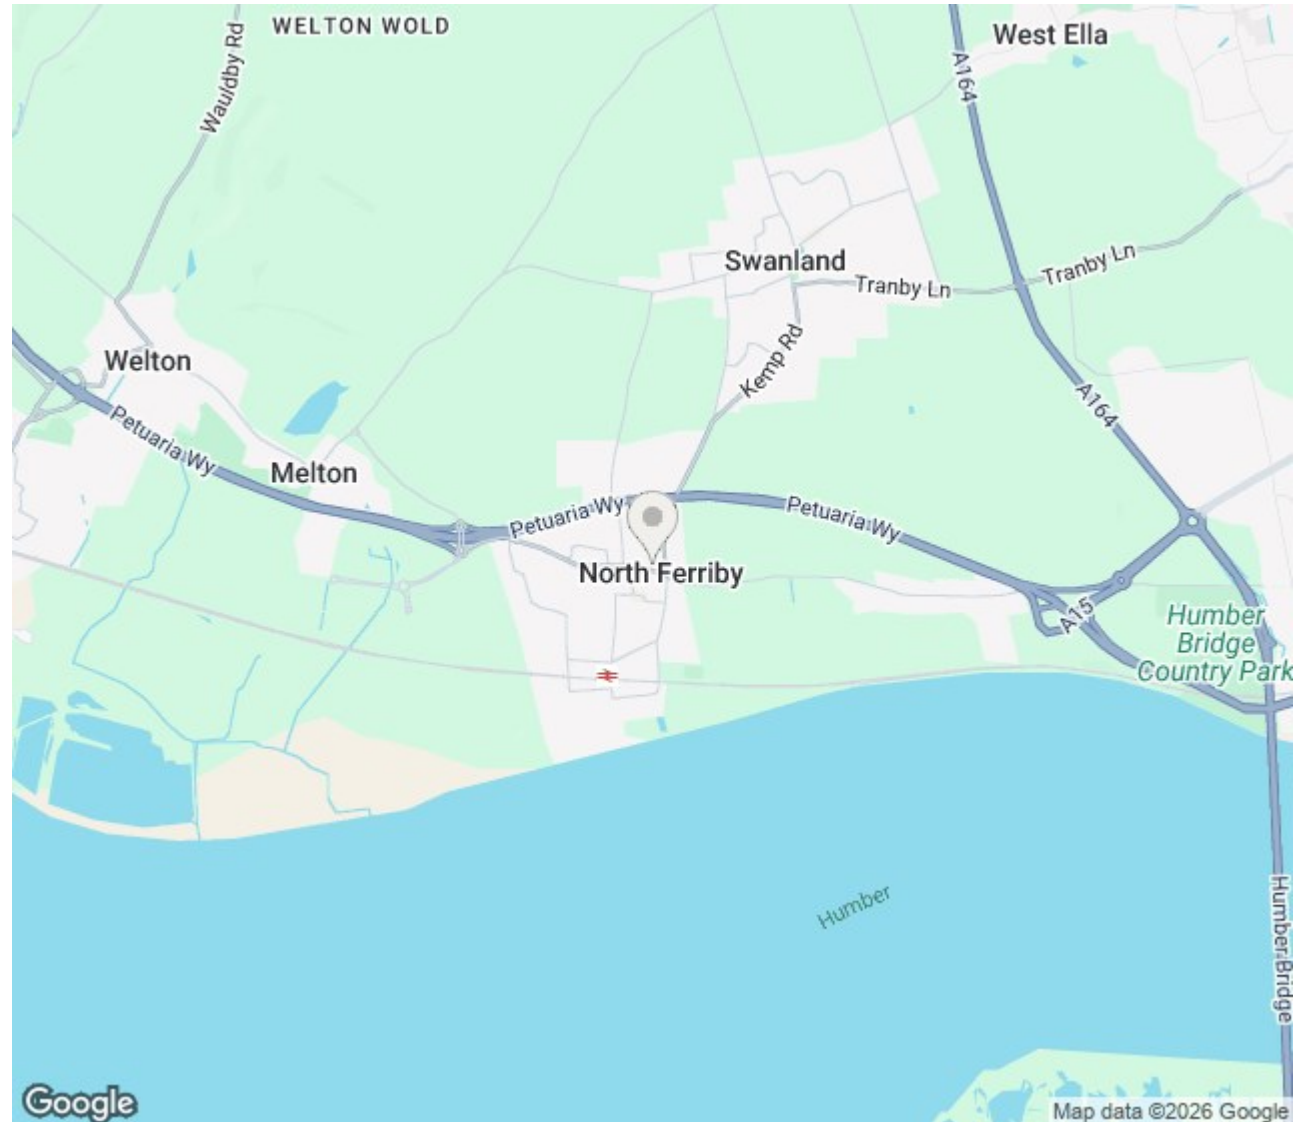 WELTON WOLD
West Ella
Wauldby Rd
A164
Swanland
Tranby Ln
Tranby Ln
Welton
Kemp Rd
A164
Petuaria Wy
Melton
Petuaria Wy
Petuaria Wy
North Ferriby
A15
Humber
Bridge
Country Park
Humber
Humber Bridge
Google
Map data ©2026 Google